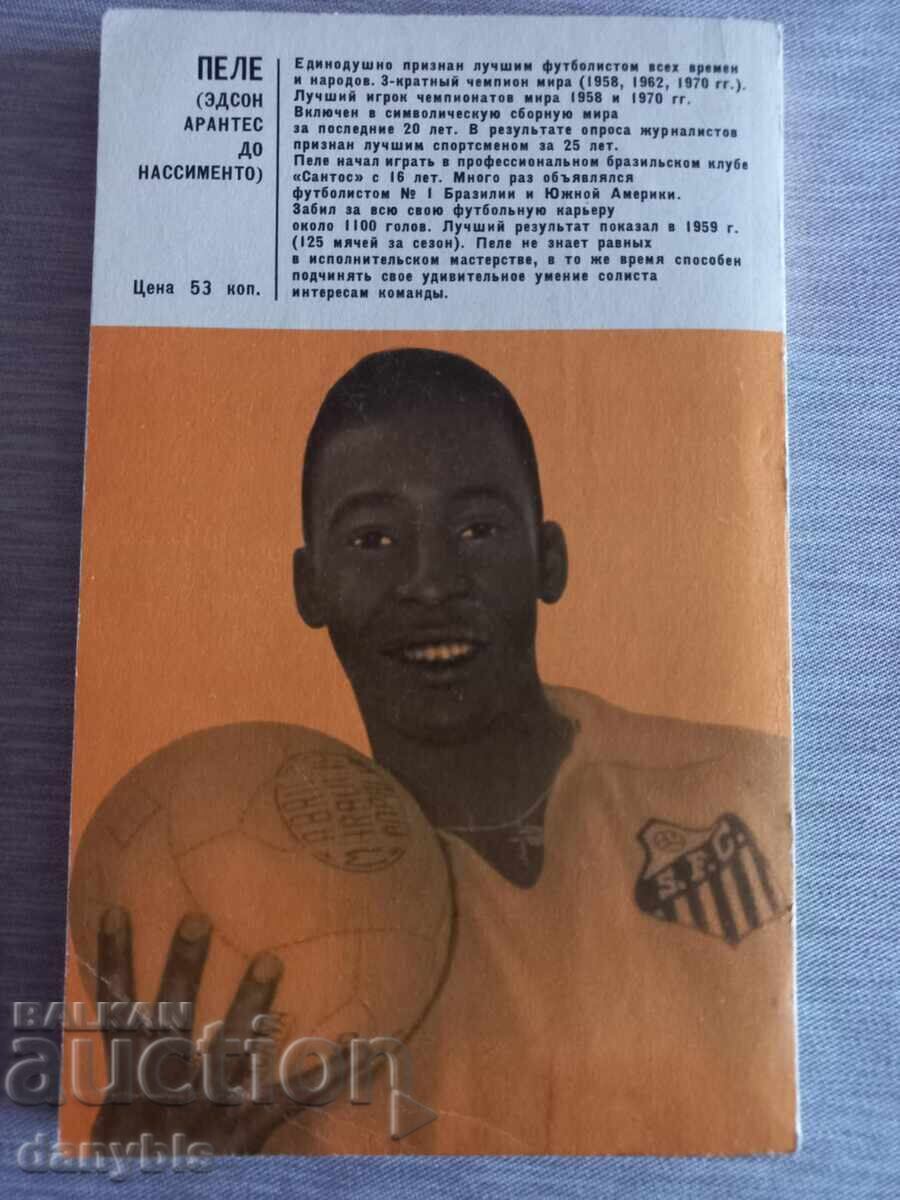 ПЕЛЕ
(ЭДСОН
АРАНТЕС
ДО
НАССИМЕНТО)
Цена 53 коп.
Единодушно признан лучшим футболистом всех времен
и народов. 3-кратный чемпион мира (1958, 1962, 1970 гг.).
Лучший игрок чемпионатов мира 1958 и 1970 гг.
Включен в символическую сборную мира
за последние 20 лет. В результате опроса журналистов
признан лучшим спортсменом за 25 лет.
Пеле начал играть в профессиональном бразильском клубе
«Сантос» с 16 лет. Много раз объявлялся
футболистом № 1 Бразилии и Южной Америки.
Забил за всю свою футбольную карьеру
около 1100 голов. Лучший результат показал в 1959 г.
(125 мячей за сезон). Пеле не знает равных
в исполнительском мастерстве, в то же время способен
подчинять свое удивительное умение солиста
интересам команды.
S.F.C.
BALKAN
auction
danybls